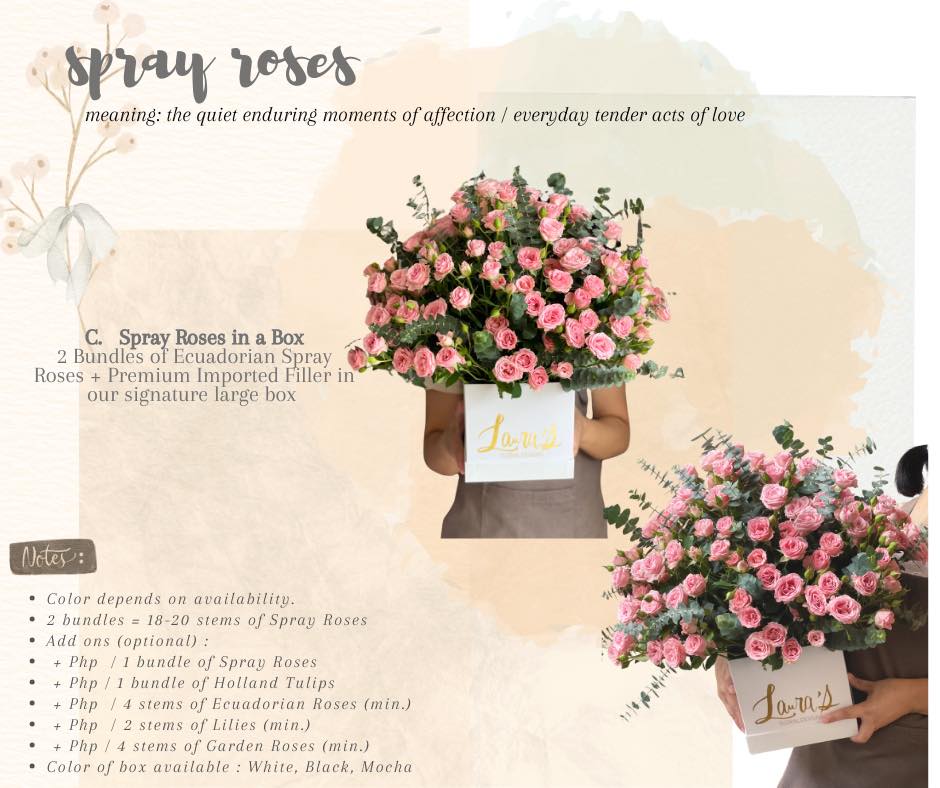 spray roses
meaning: the quiet enduring moments of affection / everyday tender acts of love
C. Spray Roses in a Box
2 Bundles of Ecuadorian Spray
Roses + Premium Imported Filler in
our signature large box
Laura's
Laura's
Notes :
• Color depends on availability.
• 2 bundles = 18-20 stems of Spray Roses
• Add ons (optional) :
• + Php / 1 bundle of Spray Roses
• + Php / 1 bundle of Holland Tulips
• + Php / 4 stems of Ecuadorian Roses (min.)
• + Php / 2 stems of Lilies (min.)
• + Php / 4 stems of Garden Roses (min.)
• Color of box available : White, Black, Mocha